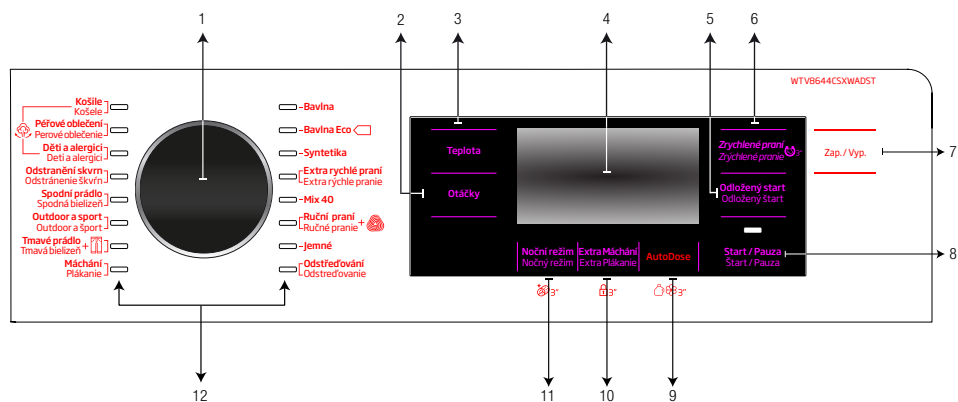 1
2
3
4
5
6
WTV8644CSXWADST
Košile
Košele
Péřové oblečení
Perové oblečenie
Děti a alergici
Deti a alergici
Odstranění skvrn
Odstránenie škvŕn
Spodní prádlo
Spodná bielizeň
Outdoor a sport
Outdoor a šport
Tmavé prádlo +
Tmavá bielizeň
Máchání
Plákanie
Bavlna
Bavlna Eco
Syntetika
Extra rychlé praní
Extra rýchle pranie
Mix 40
Ruční praní +
Ručné pranie
Jemné
Odstřeďování
Odstreďovanie
Teplota
Otáčky
Zrychlené praní
Zrýchlené pranie
3"
Odložený start
Odložený štart
Zap. / Vyp.
7
Noční režim
Nočný režim
Extra Máchání
Extra Plákanie
AutoDose
Start / Pauza
Štart / Pauza
8
3"
3"
3"
12
11
10
9